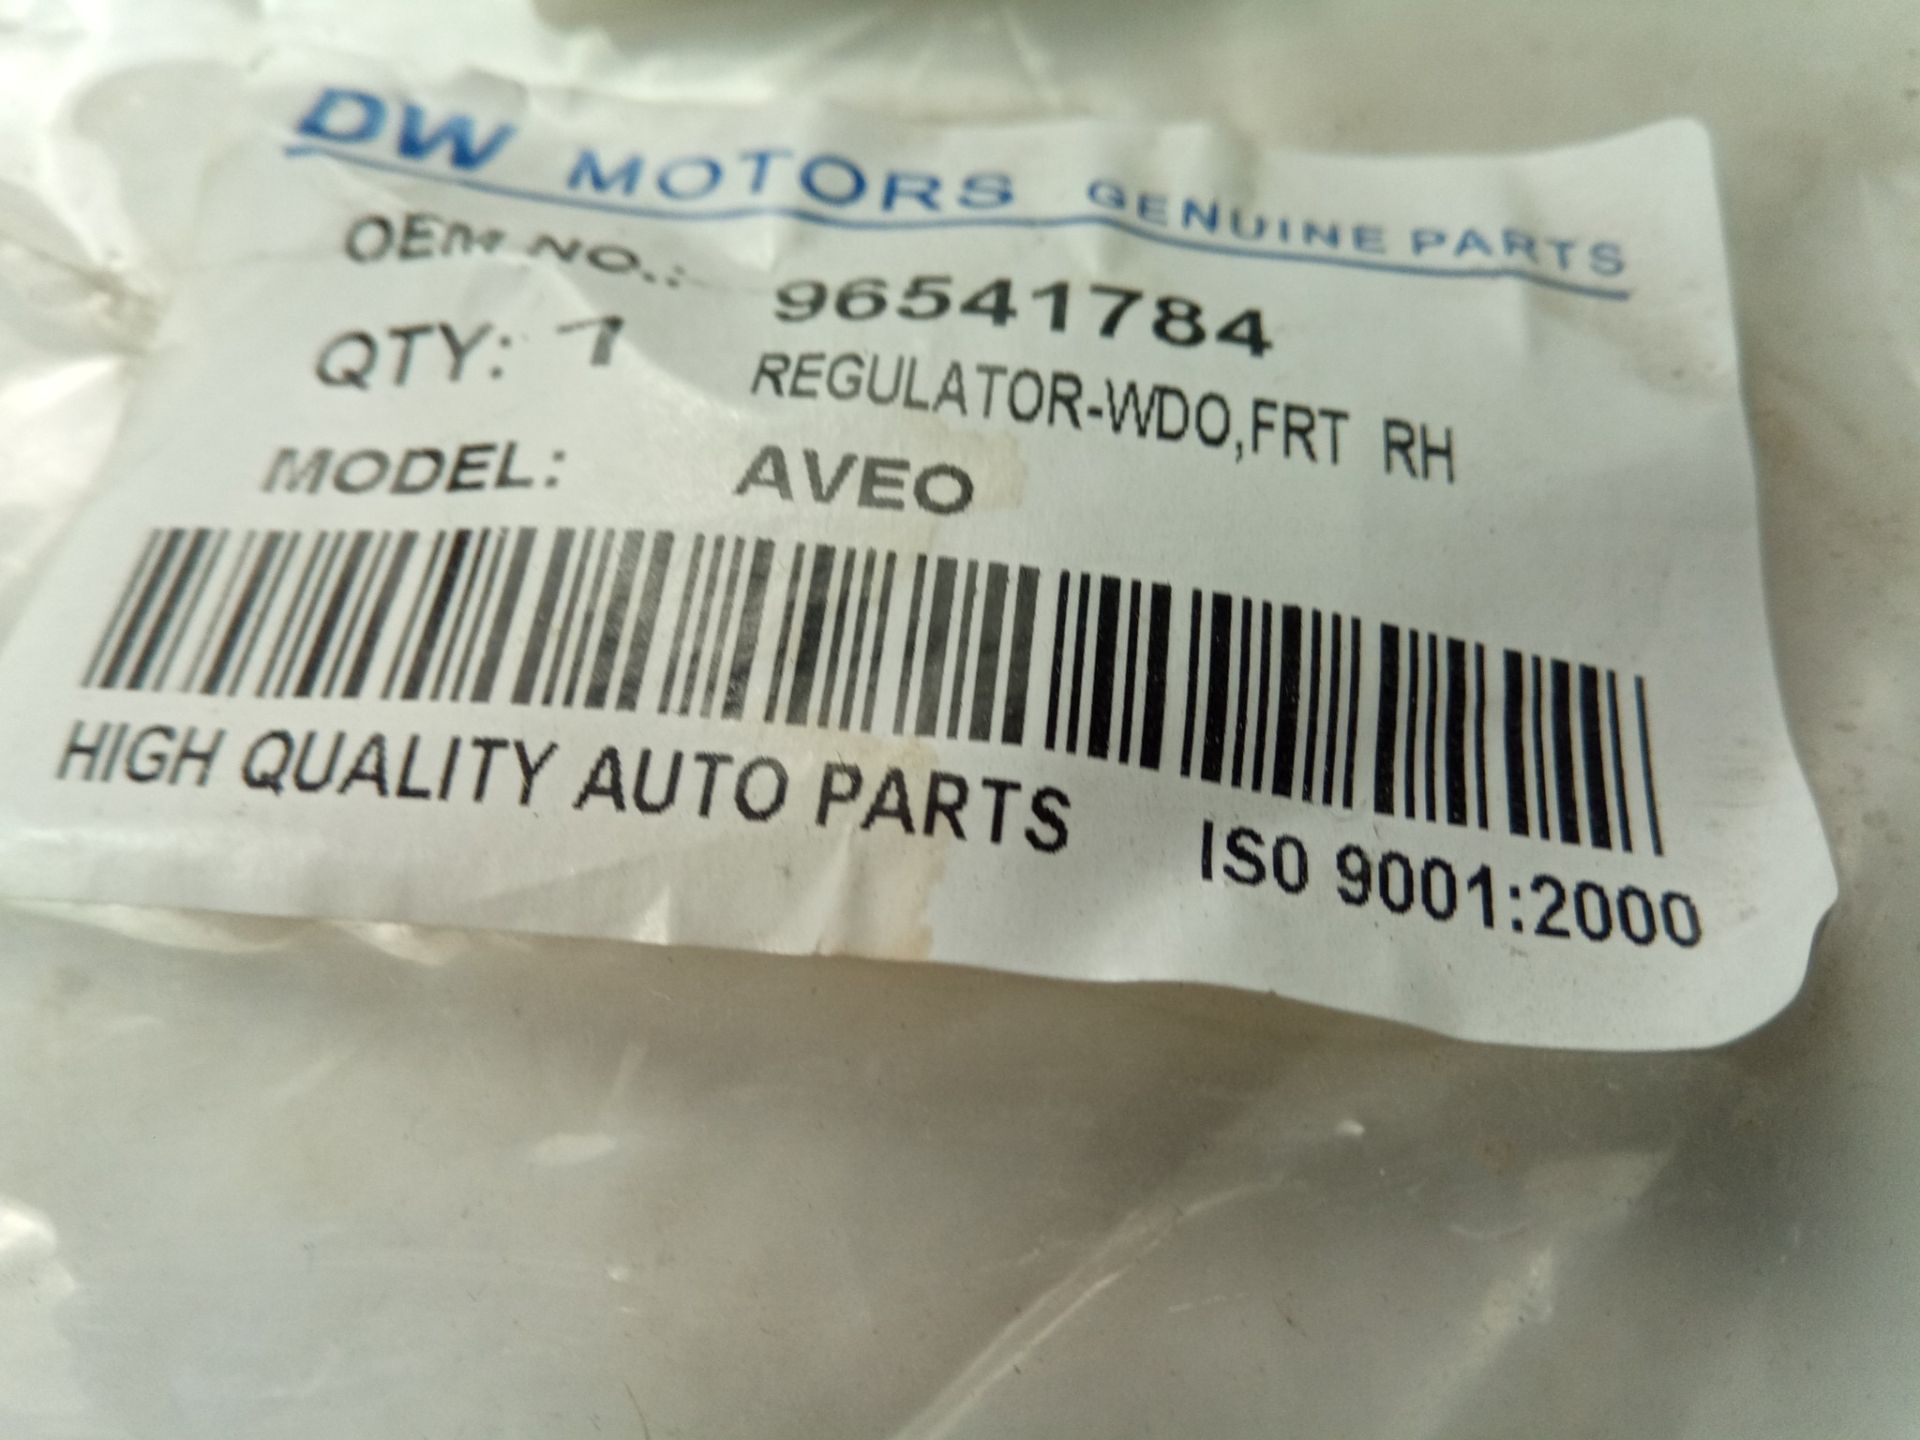 DW MOTORS GENUINE PARTS
OEM NO.: 96541784
QTY: 1 REGULATOR-WDO,FRT RH
MODEL: AVEO
HIGH QUALITY AUTO PARTS ISO 9001:2000